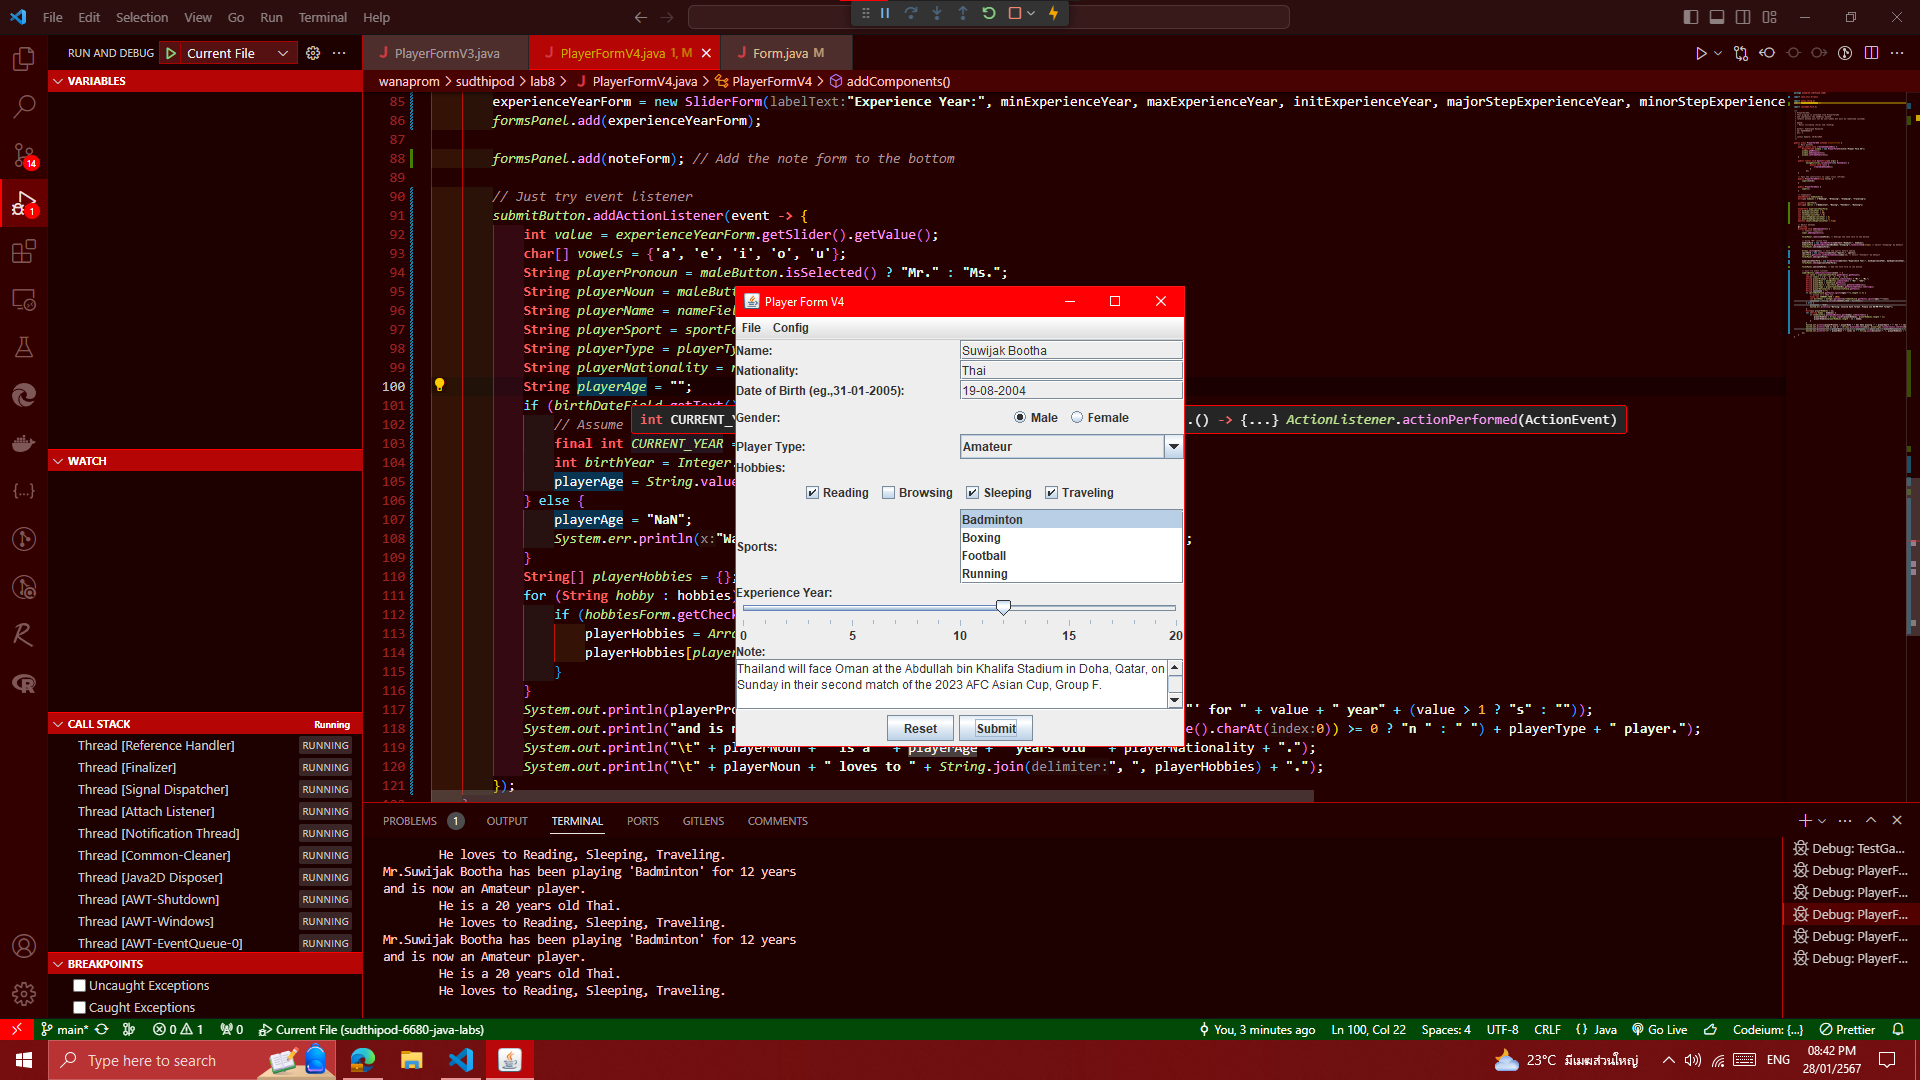 File Edit Selection View Go Run Terminal Help
RUN AND DEBUG Current File
PlayerFormV3.java
PlayerFormV4.java 1, M
Form.java M
VARIABLES
wanaprom > sudthipod > lab8 > PlayerFormV4.java > PlayerFormV4 > addComponents()
85 experienceYearForm = new SliderForm(labelText:"Experience Year:", minExperienceYear, maxExperienceYear, initExperienceYear, majorStepExperienceYear, minorStepExperience
86 formsPanel.add(experienceYearForm);
87
88 formsPanel.add(noteForm); // Add the note form to the bottom
89
90 // Just try event listener
91 submitButton.addActionListener(event -> {
92 int value = experienceYearForm.getSlider().getValue();
93 char[] vowels = {'a', 'e', 'i', 'o', 'u'};
94 String playerPronoun = maleButton.isSelected() ? "Mr." : "Ms.";
95 String playerNoun = maleButt
96 String playerName = nameFiel
97 String playerSport = sportFo
98 String playerType = playerTy
99 String playerNationality = n
100 String playerAge = "";
101 if (birthDateField.getText()
102 // Assume
103 final int CURRENT_YEAR =
104 int birthYear = Integer.
105 playerAge = String.value
106 } else {
107 playerAge = "NaN";
108 System.err.println(x:"Wa
109 }
110 String[] playerHobbies = {};
111 for (String hobby : hobbies)
112 if (hobbiesForm.getCheck
113 playerHobbies = Arra
114 playerHobbies[player
115 }
116 }
117 System.out.println(playerPro "' for " + value + " year" + (value > 1 ? "s" : ""));
118 System.out.println("and is n e().charAt(index:0)) >= 0 ? "n " : " ") + playerType + " player.");
119 System.out.println("\t" + playerNoun + " is a " + playerAge + " years old " + playerNationality + ".");
120 System.out.println("\t" + playerNoun + " loves to " + String.join(delimiter:", ", playerHobbies) + ".");
121 });
int CURRENT_Y
.() -> {...} ActionListener.actionPerformed(ActionEvent)
Player Form V4
File Config
Name: Suwijak Bootha
Nationality: Thai
Date of Birth (eg.,31-01-2005): 19-08-2004
Gender: Male Female
Player Type: Amateur
Hobbies:
Reading Browsing Sleeping Traveling
Sports:
Badminton
Boxing
Football
Running
Experience Year:
0 5 10 15 20
Note:
Thailand will face Oman at the Abdullah bin Khalifa Stadium in Doha, Qatar, on
Sunday in their second match of the 2023 AFC Asian Cup, Group F.
Reset Submit
WATCH
CALL STACK Running
Thread [Reference Handler] RUNNING
Thread [Finalizer] RUNNING
Thread [Signal Dispatcher] RUNNING
Thread [Attach Listener] RUNNING
Thread [Notification Thread] RUNNING
Thread [Common-Cleaner] RUNNING
Thread [Java2D Disposer] RUNNING
Thread [AWT-Shutdown] RUNNING
Thread [AWT-Windows] RUNNING
Thread [AWT-EventQueue-0] RUNNING
BREAKPOINTS
Uncaught Exceptions
Caught Exceptions
14
1
PROBLEMS 1 OUTPUT TERMINAL PORTS GITLENS COMMENTS
He loves to Reading, Sleeping, Traveling.
Mr.Suwijak Bootha has been playing 'Badminton' for 12 years
and is now an Amateur player.
He is a 20 years old Thai.
He loves to Reading, Sleeping, Traveling.
Mr.Suwijak Bootha has been playing 'Badminton' for 12 years
and is now an Amateur player.
He is a 20 years old Thai.
He loves to Reading, Sleeping, Traveling.
Debug: TestGa...
Debug: PlayerF...
Debug: PlayerF...
Debug: PlayerF...
Debug: PlayerF...
Debug: PlayerF...
main* 0 1 0 Current File (sudthipod-6680-java-labs)
You, 3 minutes ago Ln 100, Col 22 Spaces: 4 UTF-8 CRLF {} Java Go Live Codeium: {...} Prettier
Type here to search
23°C มีเมฆส่วนใหญ่ ENG
08:42 PM
28/01/2567